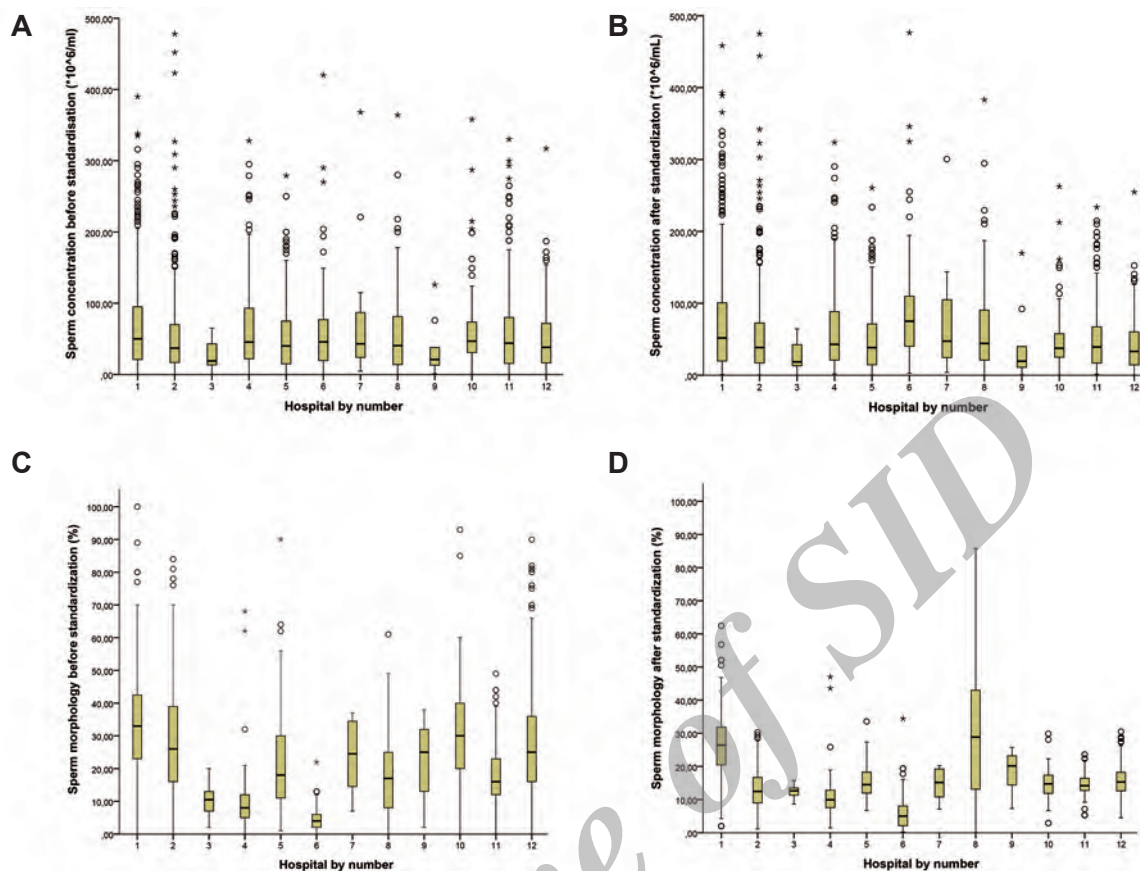 A
Sperm concentration before standardisation (*10^6/ml)
500,00
400,00
300,00
200,00
100,00
,00
1 2 3 4 5 6 7 8 9 10 11 12
Hospital by number
B
Sperm concentration after standardizaton (*10^6/mL)
500,00
400,00
300,00
200,00
100,00
,00
1 2 3 4 5 6 7 8 9 10 11 12
Hospital by number
C
Sperm morphology before standardization (%)
100,00
90,00
80,00
70,00
60,00
50,00
40,00
30,00
20,00
10,00
,00
1 2 3 4 5 6 7 8 9 10 11 12
Hospital by number
D
Sperm morphology after standardization (%)
100,00
90,00
80,00
70,00
60,00
50,00
40,00
30,00
20,00
10,00
,00
1 2 3 4 5 6 7 8 9 10 11 12
Hospital by number
of SID